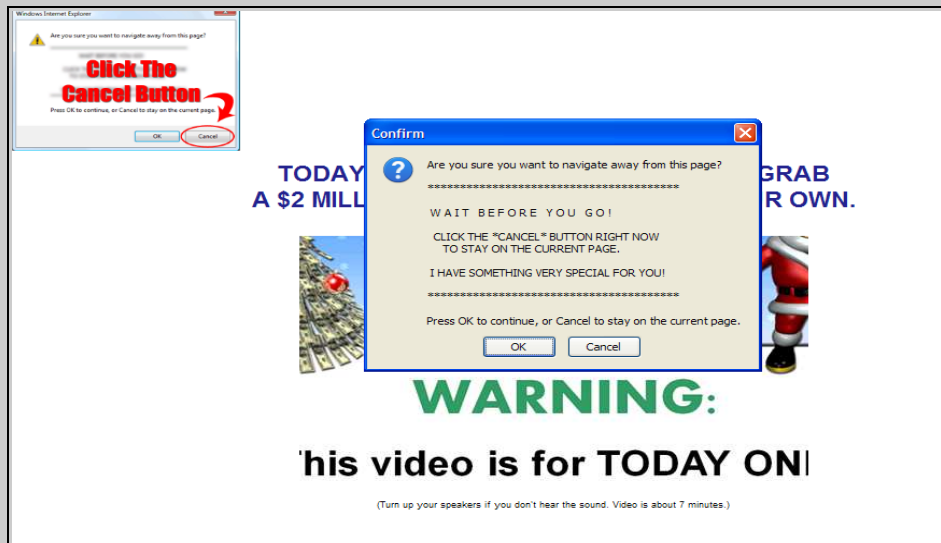 Windows Internet Explorer
Are you sure you want to navigate away from this page?
Click The
Cancel Button
Press OK to continue, or Cancel to stay on the current page.
OK Cancel
Confirm
Are you sure you want to navigate away from this page?
***************************************
WAIT BEFORE YOU GO!
CLICK THE *CANCEL* BUTTON RIGHT NOW
TO STAY ON THE CURRENT PAGE.
I HAVE SOMETHING VERY SPECIAL FOR YOU!
***************************************
Press OK to continue, or Cancel to stay on the current page.
OK Cancel
TODAY GRAB
A $2 MILL R OWN.
WARNING:
his video is for TODAY ONL
(Turn up your speakers if you don't hear the sound. Video is about 7 minutes.)